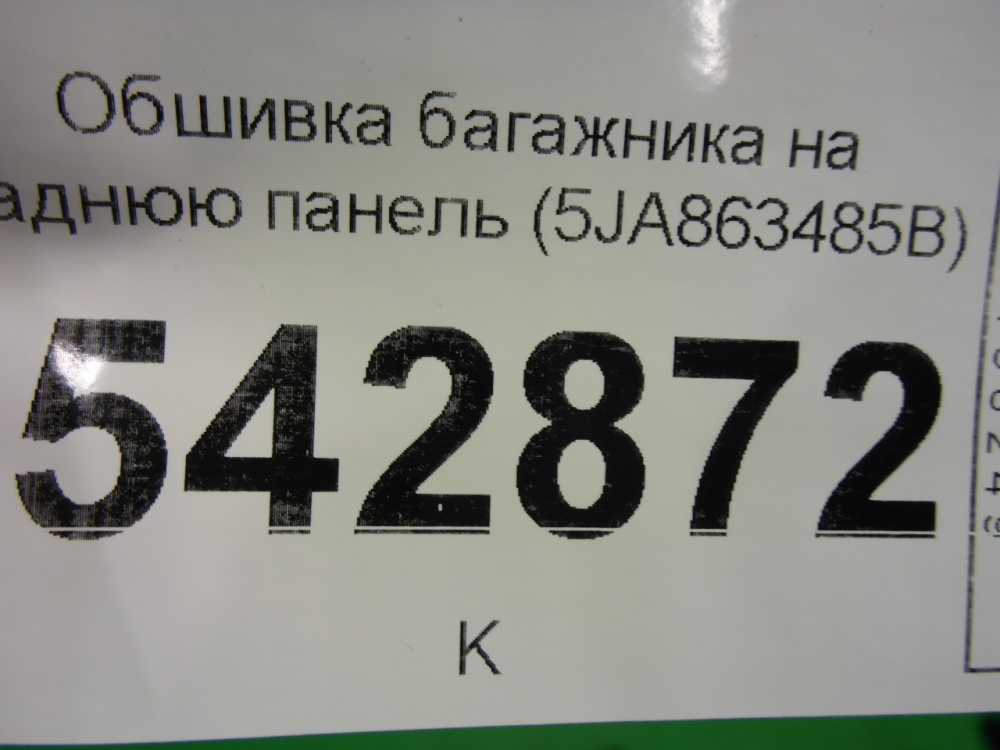 Обшивка багажника на
аднюю панель (5JA863485B)
542872
K